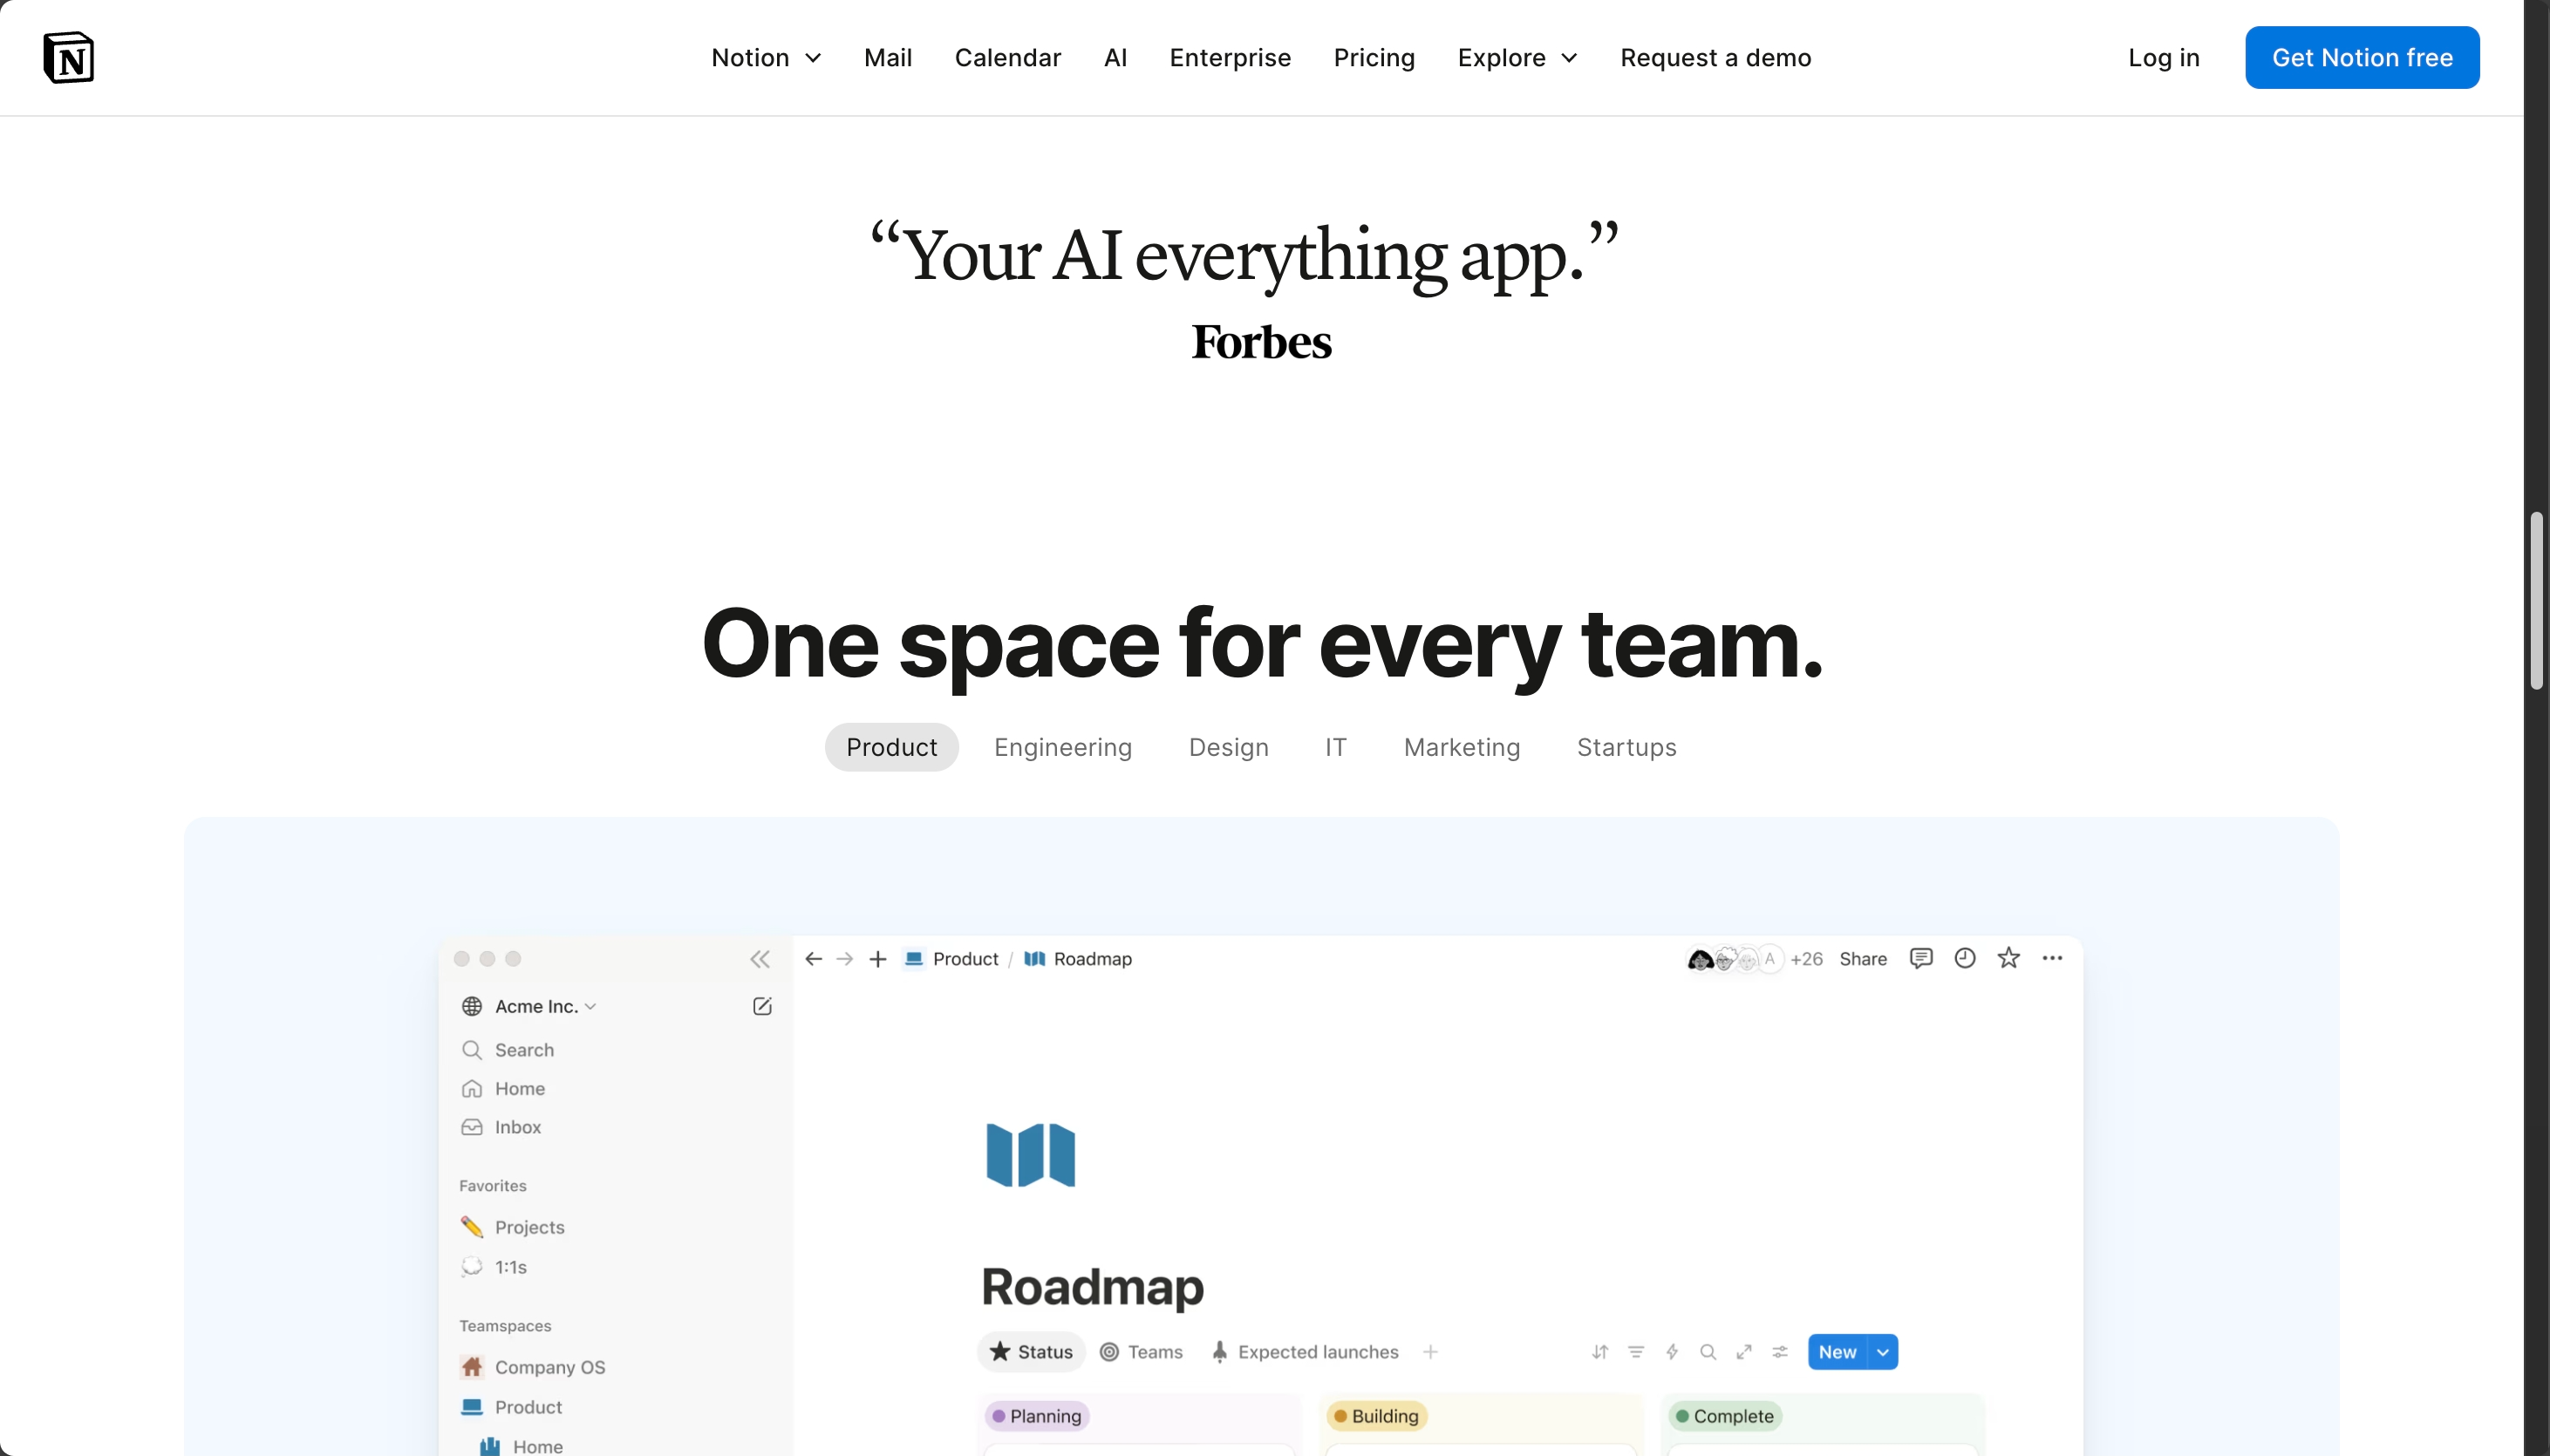 N
Notion Mail Calendar AI Enterprise Pricing Explore Request a demo Log in Get Notion free
“Your AI everything app.”
Forbes
One space for every team.
Product Engineering Design IT Marketing Startups
Product / Roadmap
A +26 Share
Acme Inc.
Search
Home
Inbox
Favorites
Projects
1:1s
Teamspaces
Company OS
Product
Home
Roadmap
Status Teams Expected launches New
Planning Building Complete